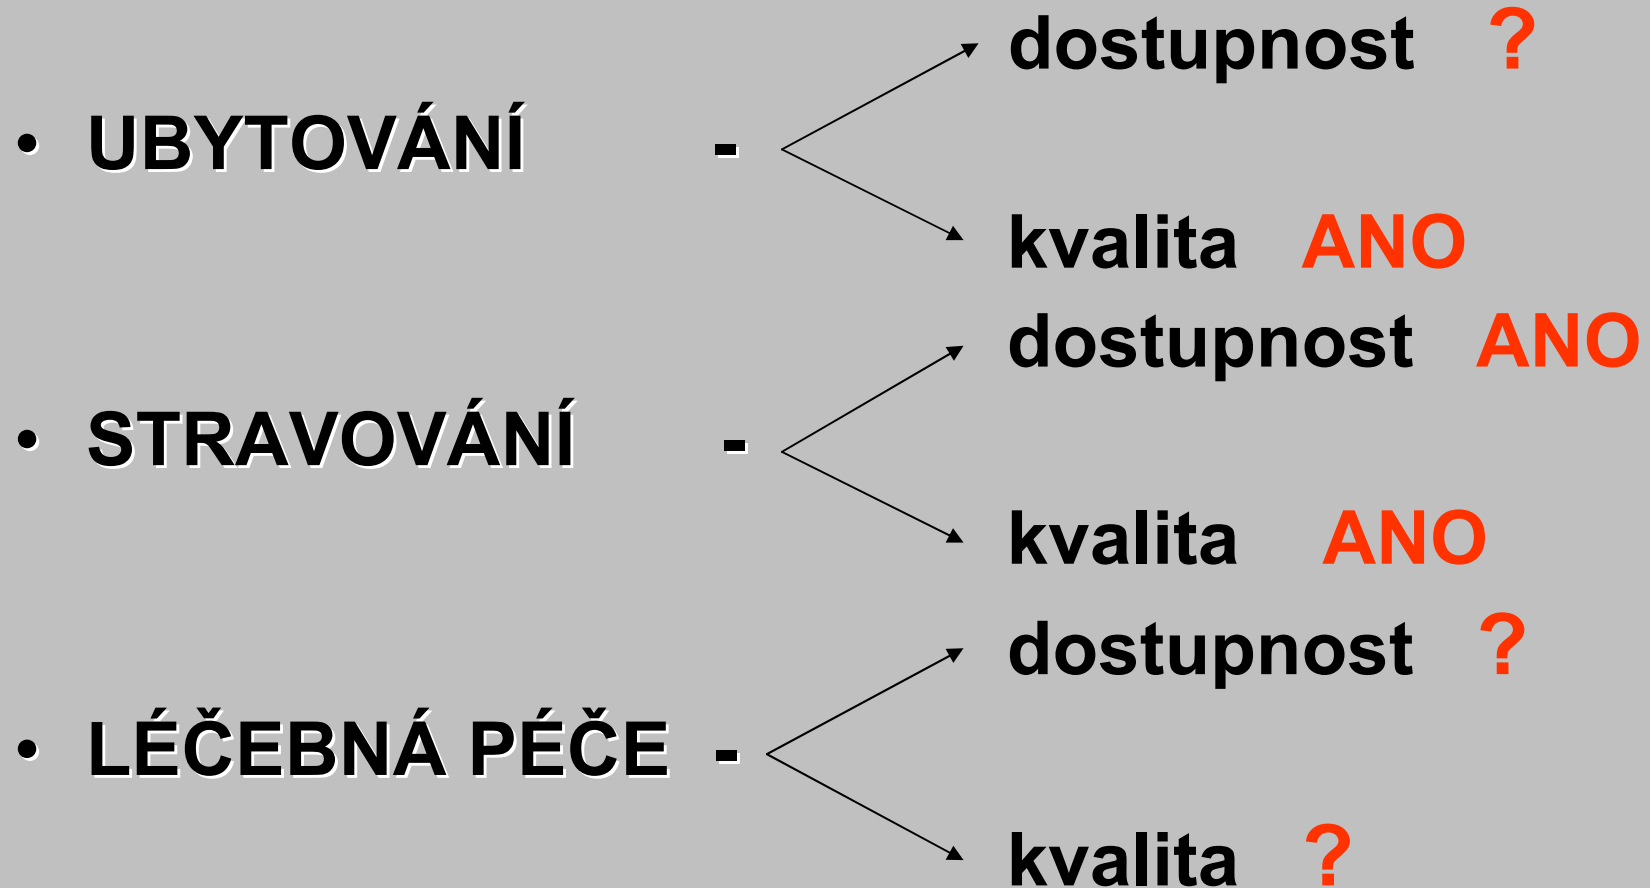 dostupnost ?
• UBYTOVÁNÍ -
kvalita ANO
dostupnost ANO
• STRAVOVÁNÍ -
kvalita ANO
dostupnost ?
• LÉČEBNÁ PÉČE -
kvalita ?